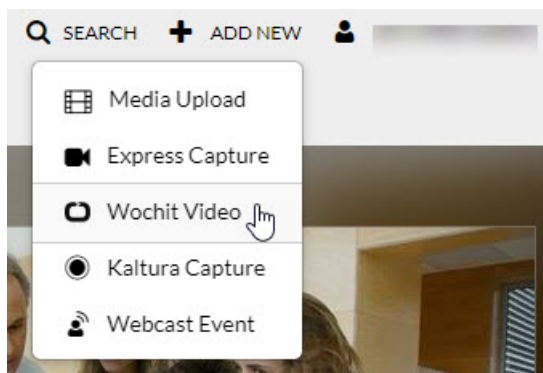 SEARCH ADD NEW
Media Upload
Express Capture
Wochit Video
Kaltura Capture
Webcast Event